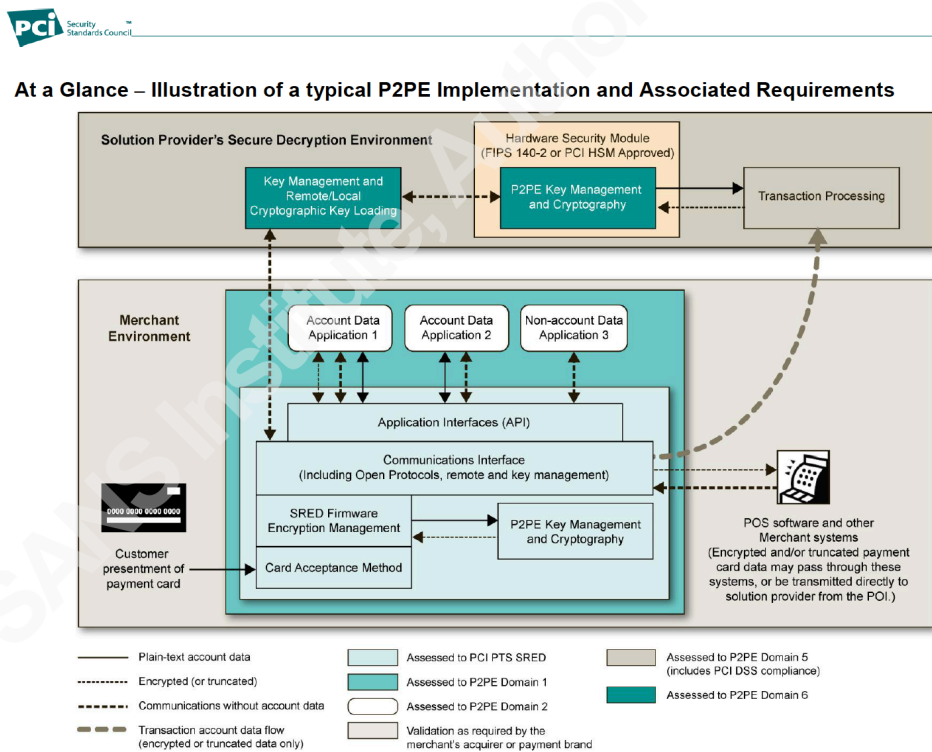 PCi Security
Standards Council
™
At a Glance – Illustration of a typical P2PE Implementation and Associated Requirements
Solution Provider's Secure Decryption Environment
Hardware Security Module
(FIPS 140-2 or PCI HSM Approved)
Key Management and
Remote/Local
Cryptographic Key Loading
P2PE Key Management
and Cryptography
Transaction Processing
Merchant
Environment
Account Data
Application 1
Account Data
Application 2
Non-account Data
Application 3
Application Interfaces (API)
Communications Interface
(Including Open Protocols, remote and key management)
SRED Firmware
Encryption Management
P2PE Key Management
and Cryptography
Card Acceptance Method
0000 0000 0000 0000
Customer
presentment of
payment card
POS software and other
Merchant systems
(Encrypted and/or truncated payment
card data may pass through these
systems, or be transmitted directly to
solution provider from the POI.)
Plain-text account data
Encrypted (or truncated)
Communications without account data
Transaction account data flow
(encrypted or truncated data only)
Assessed to PCI PTS SRED
Assessed to P2PE Domain 1
Assessed to P2PE Domain 2
Validation as required by the
merchant's acquirer or payment brand
Assessed to P2PE Domain 5
(includes PCI DSS compliance)
Assessed to P2PE Domain 6
SANS Institute, Author